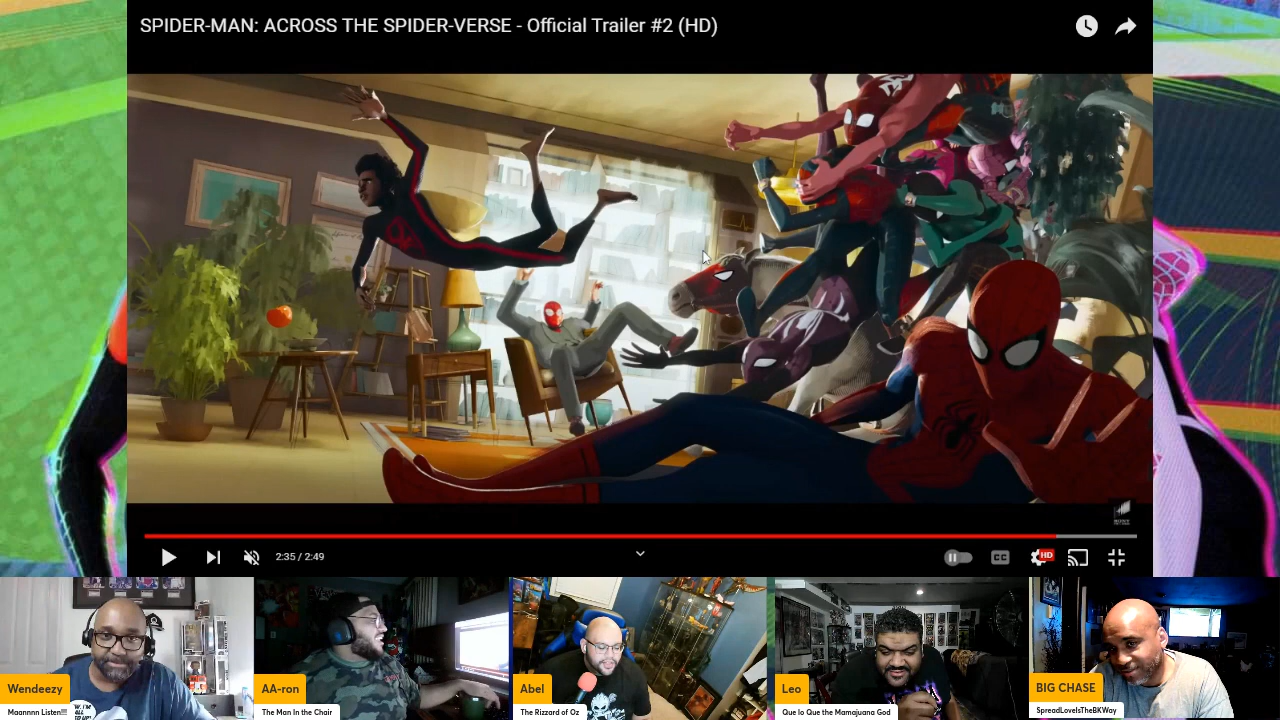 SPIDER-MAN: ACROSS THE SPIDER-VERSE - Official Trailer #2 (HD)
2:35 / 2:49
CC
HD
Wendeezy
Maannnn Listen!!!
AA-ron
The Man In the Chair
Abel
The Rizzard of Oz
Leo
Que lo Que the Mamajuana God
BIG CHASE
SpreadLoveIsTheBKWay